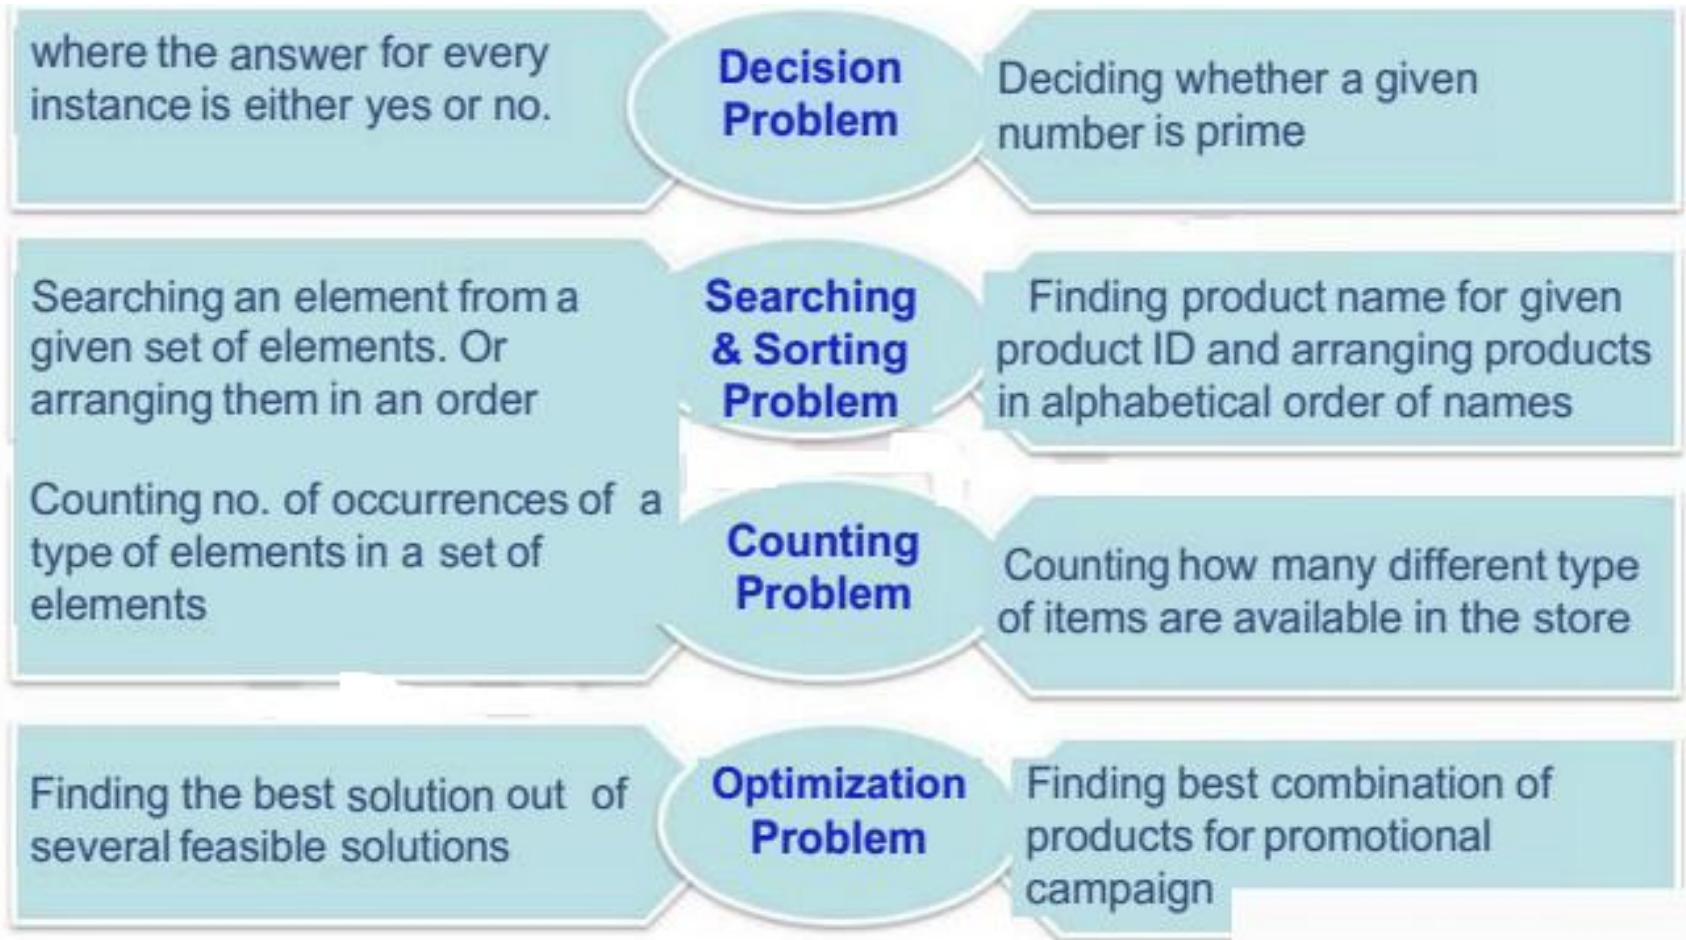 where the answer for every
instance is either yes or no.
Decision
Problem
Deciding whether a given
number is prime
Searching an element from a
given set of elements. Or
arranging them in an order
Searching
& Sorting
Problem
Finding product name for given
product ID and arranging products
in alphabetical order of names
Counting no. of occurrences of a
type of elements in a set of
elements
Counting
Problem
Counting how many different type
of items are available in the store
Finding the best solution out of
several feasible solutions
Optimization
Problem
Finding best combination of
products for promotional
campaign